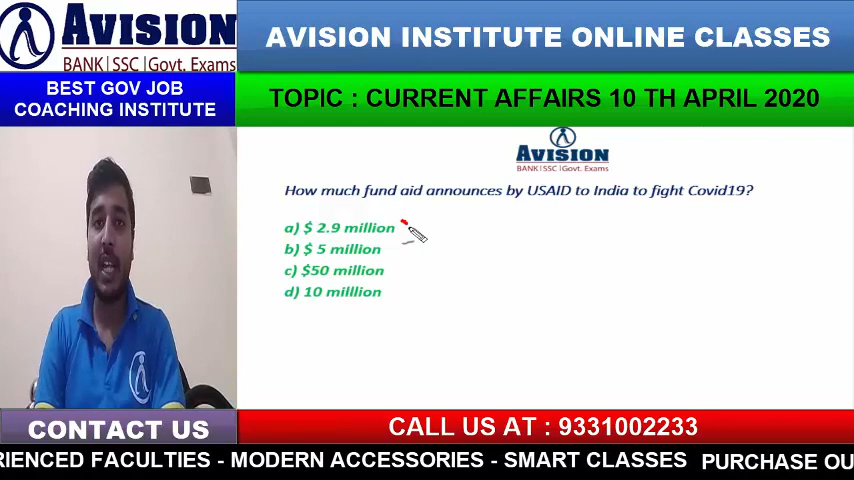 AVISION
BANK|SSC|Govt. Exams
BEST GOV JOB
COACHING INSTITUTE
AVISION INSTITUTE ONLINE CLASSES
TOPIC : CURRENT AFFAIRS 10 TH APRIL 2020
AVISION
BANK|SSC|Govt. Exams
How much fund aid announces by USAID to India to fight Covid19?
a) $ 2.9 million
b) $ 5 million
c) $50 million
d) 10 milllion
CONTACT US
CALL US AT : 9331002233
RIENCED FACULTIES - MODERN ACCESSORIES - SMART CLASSES PURCHASE OU